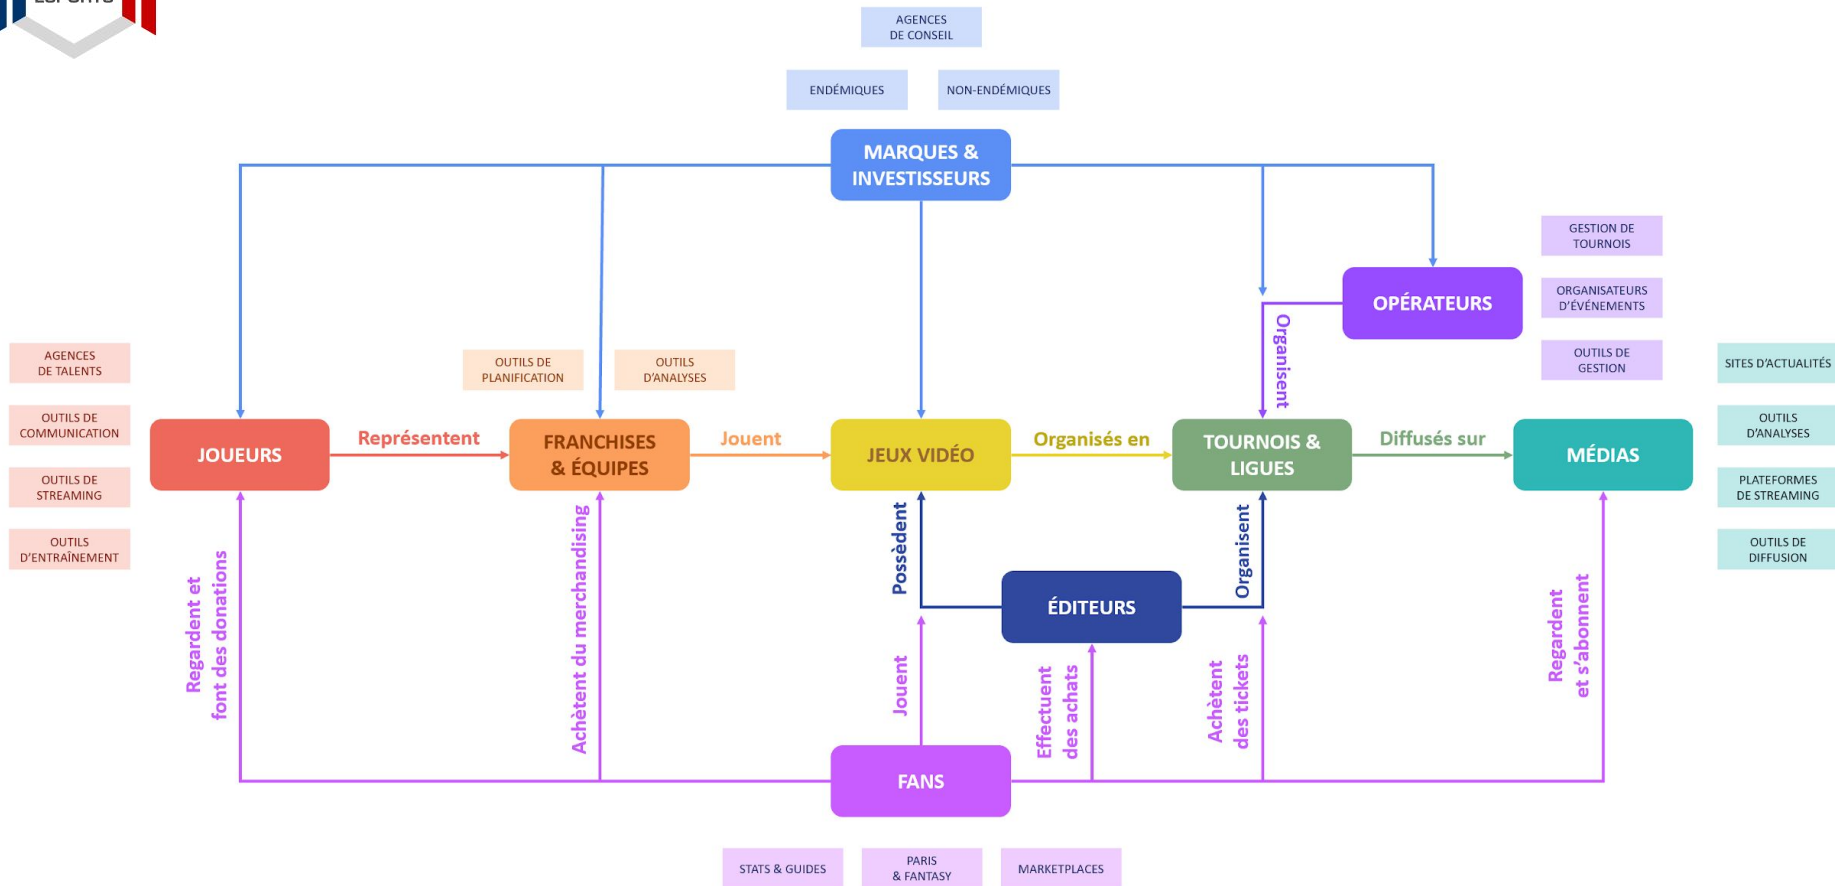 ESPORTS
AGENCES
DE CONSEIL
ENDÉMIQUES
NON-ENDÉMIQUES
MARQUES &
INVESTISSEURS
GESTION DE
TOURNOIS
OPÉRATEURS
ORGANISATEURS
D'ÉVÉNEMENTS
OUTILS DE
GESTION
Organisent
AGENCES
DE TALENTS
OUTILS DE
COMMUNICATION
OUTILS DE
STREAMING
OUTILS
D'ENTRAÎNEMENT
OUTILS DE
PLANIFICATION
OUTILS
D'ANALYSES
SITES D'ACTUALITÉS
OUTILS
D'ANALYSES
PLATEFORMES
DE STREAMING
OUTILS DE
DIFFUSION
JOUEURS
Représentent
FRANCHISES
& ÉQUIPES
Jouent
JEUX VIDÉO
Organisés en
TOURNOIS &
LIGUES
Diffusés sur
MÉDIAS
Possèdent
ÉDITEURS
Organisent
Regardent et
font des donations
Achètent du merchandising
Jouent
Effectuent
des achats
Achètent
des tickets
Regardent
et s'abonnent
FANS
STATS & GUIDES
PARIS
& FANTASY
MARKETPLACES